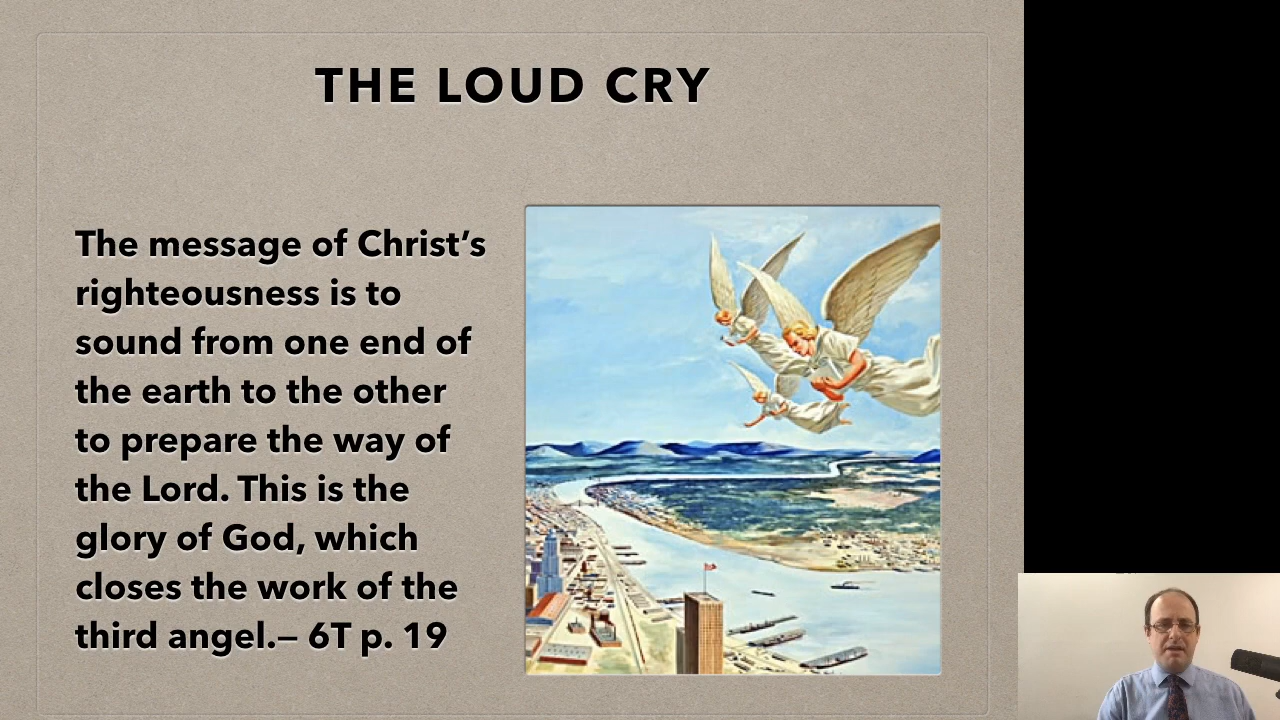 THE LOUD CRY
The message of Christ’s
righteousness is to
sound from one end of
the earth to the other
to prepare the way of
the Lord. This is the
glory of God, which
closes the work of the
third angel.— 6T p. 19